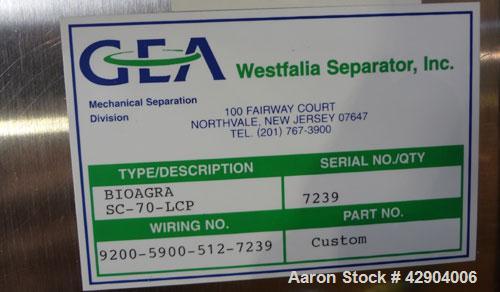 GEA Westfalia Separator, Inc.
Mechanical Separation
Division
100 FAIRWAY COURT
NORTHVALE, NEW JERSEY 07647
TEL. (201) 767-3900
TYPE/DESCRIPTION SERIAL NO./QTY
BIOAGRA
SC-70-LCP 7239
WIRING NO. PART NO.
9200-5900-512-7239 Custom
Aaron Stock # 42904006